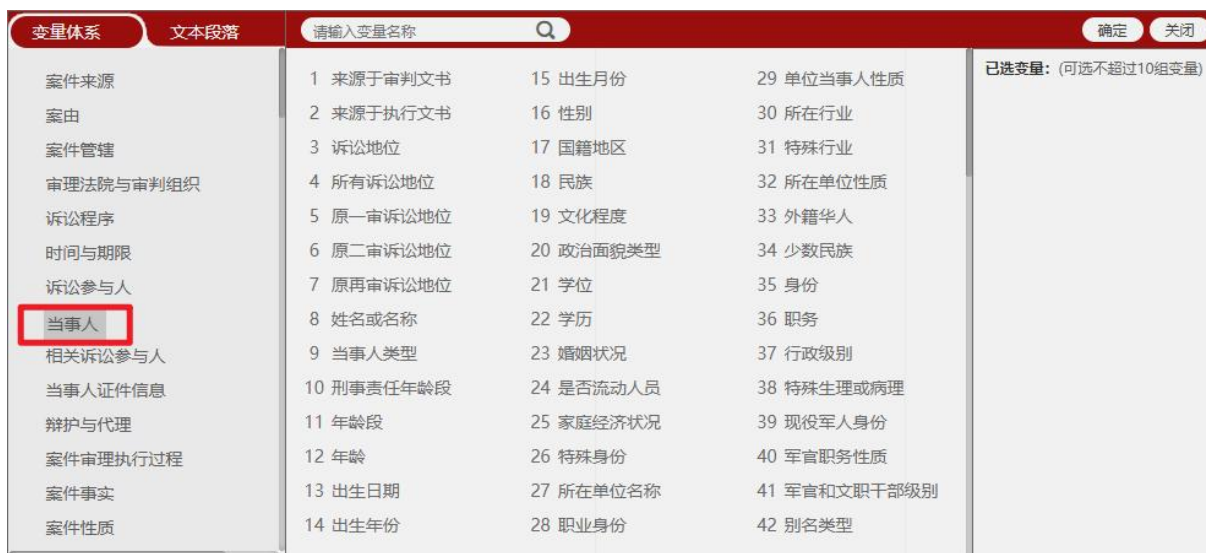 变量体系 文本段落 请输入变量名称 确定 关闭
案件来源
案由
案件管辖
审理法院与审判组织
诉讼程序
时间与期限
诉讼参与人
当事人
相关诉讼参与人
当事人证件信息
辩护与代理
案件审理执行过程
案件事实
案件性质
1 来源于审判文书
2 来源于执行文书
3 诉讼地位
4 所有诉讼地位
5 原一审诉讼地位
6 原二审诉讼地位
7 原再审诉讼地位
8 姓名或名称
9 当事人类型
10 刑事责任年龄段
11 年龄段
12 年龄
13 出生日期
14 出生年份
15 出生月份
16 性别
17 国籍地区
18 民族
19 文化程度
20 政治面貌类型
21 学位
22 学历
23 婚姻状况
24 是否流动人员
25 家庭经济状况
26 特殊身份
27 所在单位名称
28 职业身份
29 单位当事人性质
30 所在行业
31 特殊行业
32 所在单位性质
33 外籍华人
34 少数民族
35 身份
36 职务
37 行政级别
38 特殊生理或病理
39 现役军人身份
40 军官职务性质
41 军官和文职干部级别
42 别名类型
已选变量：(可选不超过10组变量)